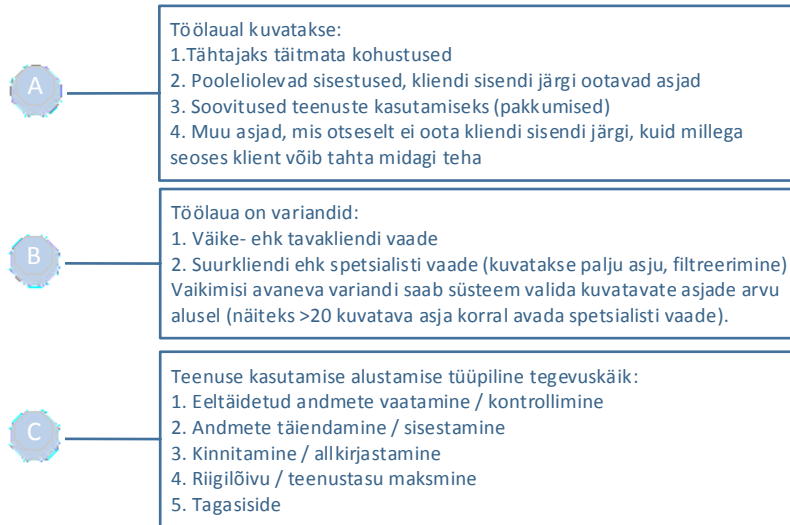 A
Töölaual kuvatakse:
1.Tähtajaks täitmata kohustused
2. Pooleliolevad sisestused, kliendi sisendi järgi ootavad asjad
3. Soovitused teenuste kasutamiseks (pakkumised)
4. Muu asjad, mis otseselt ei oota kliendi sisendi järgi, kuid millega
seoses klient võib tahta midagi teha
B
Töölaua on variandid:
1. Väike- ehk tavakliendi vaade
2. Suurkliendi ehk spetsialisti vaade (kuvatakse palju asju, filtreerimine)
Vaikimisi avaneva variandi saab süsteem valida kuvatavate asjade arvu
alusel (näiteks >20 kuvatava asja korral avada spetsialisti vaade).
C
Teenuse kasutamise alustamise tüüpiline tegevuskäik:
1. Eeltäidetud andmete vaatamine / kontrollimine
2. Andmete täiendamine / sisestamine
3. Kinnitamine / allkirjastamine
4. Riigilõivu / teenustasu maksmine
5. Tagasiside